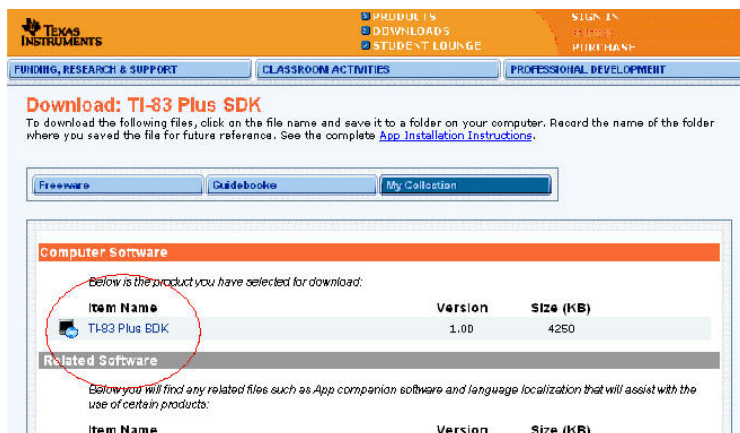 TEXAS INSTRUMENTS
PRODUCTS
DOWNLOADS
STUDENT LOUNGE
SIGN IN
PURCHASE
FUNDING, RESEARCH & SUPPORT
CLASSROOM ACTIVITIES
PROFESSIONAL DEVELOPMENT
Download: TI-83 Plus SDK
To download the following files, click on the file name and save it to a folder on your computer. Record the name of the folder
where you saved the file for future reference. See the complete App Installation Instructions.
Freeware
Guidebooks
My Collection
Computer Software
Below is the product you have selected for download:
Item Name Version Size (KB)
TI-83 Plus SDK 1.00 4250
Related Software
Below you will find any related files such as App companion software and language localization that will assist with the
use of certain products:
Item Name Version Size (KB)